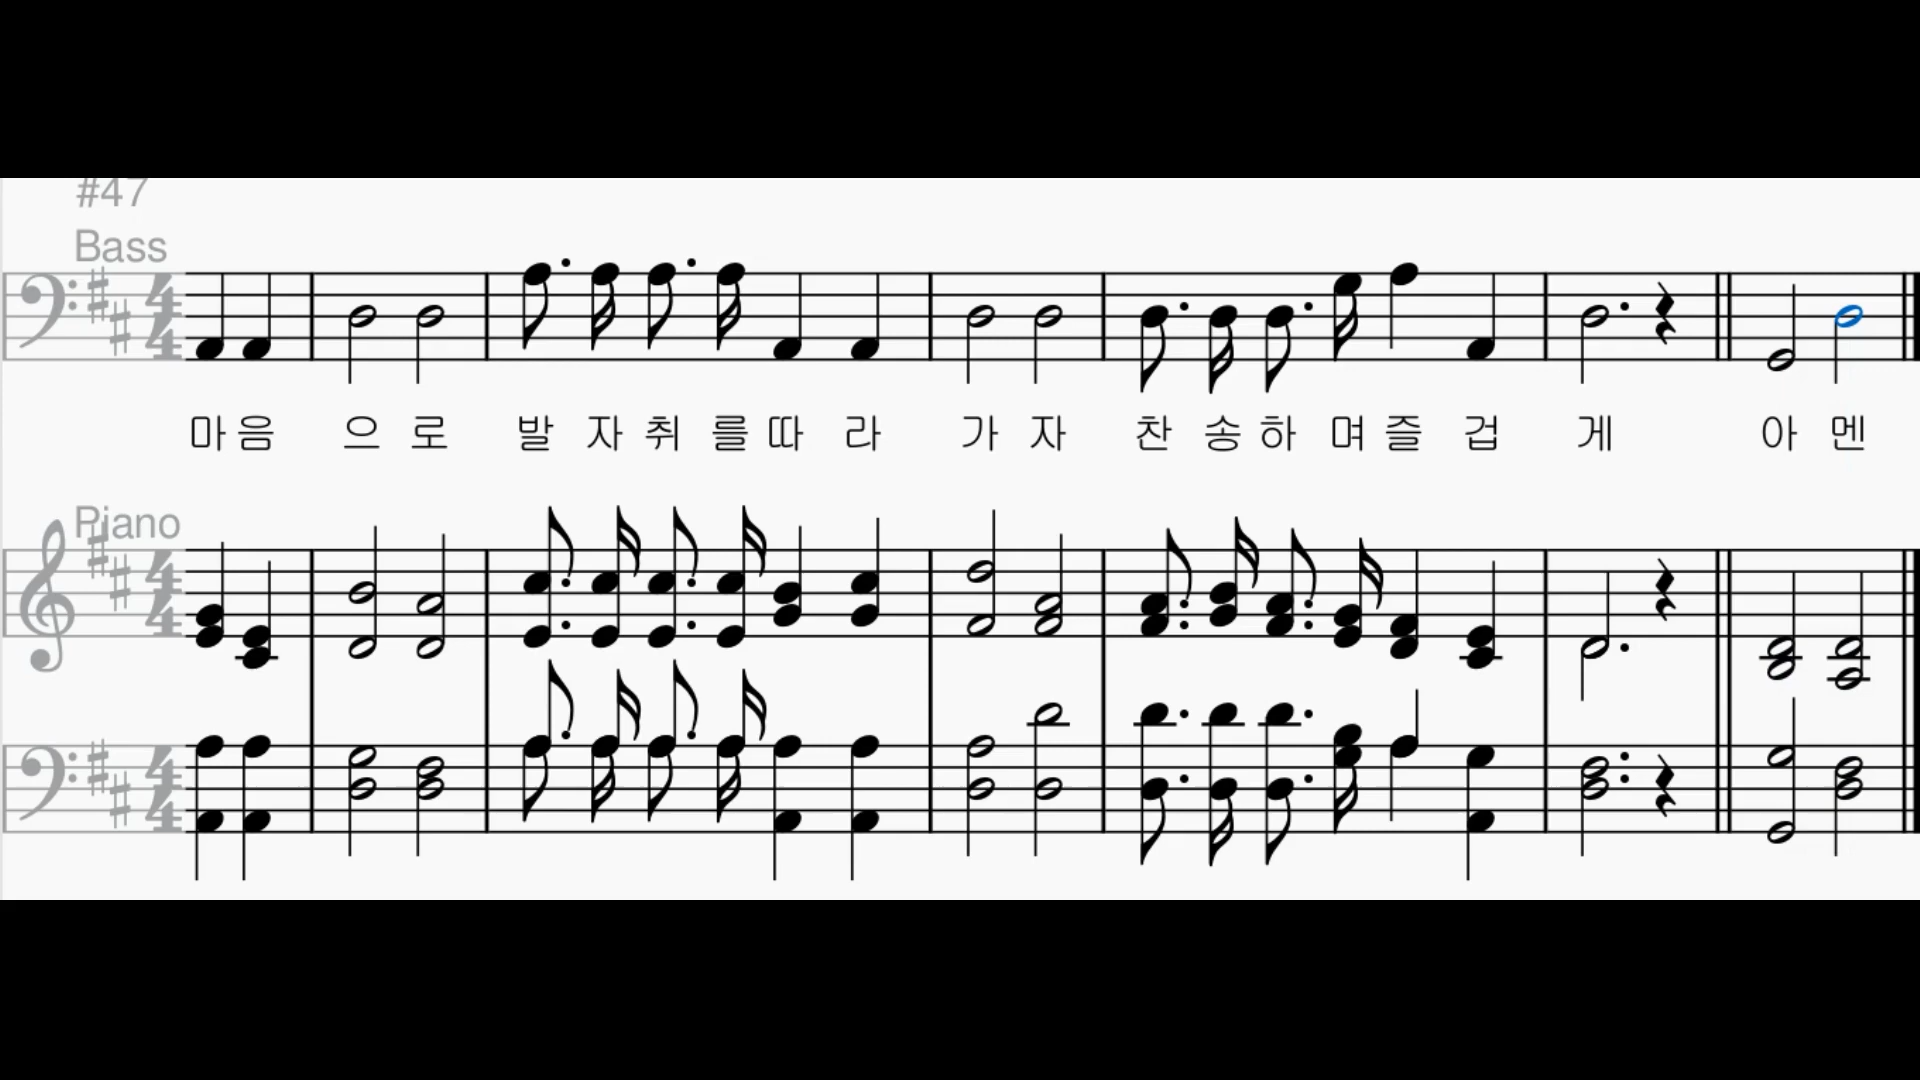 #47
Bass
마음 으 로 발 자 취 를 따 라 가 자 찬 송 하 며 즐 겁 게 아 멘
Piano